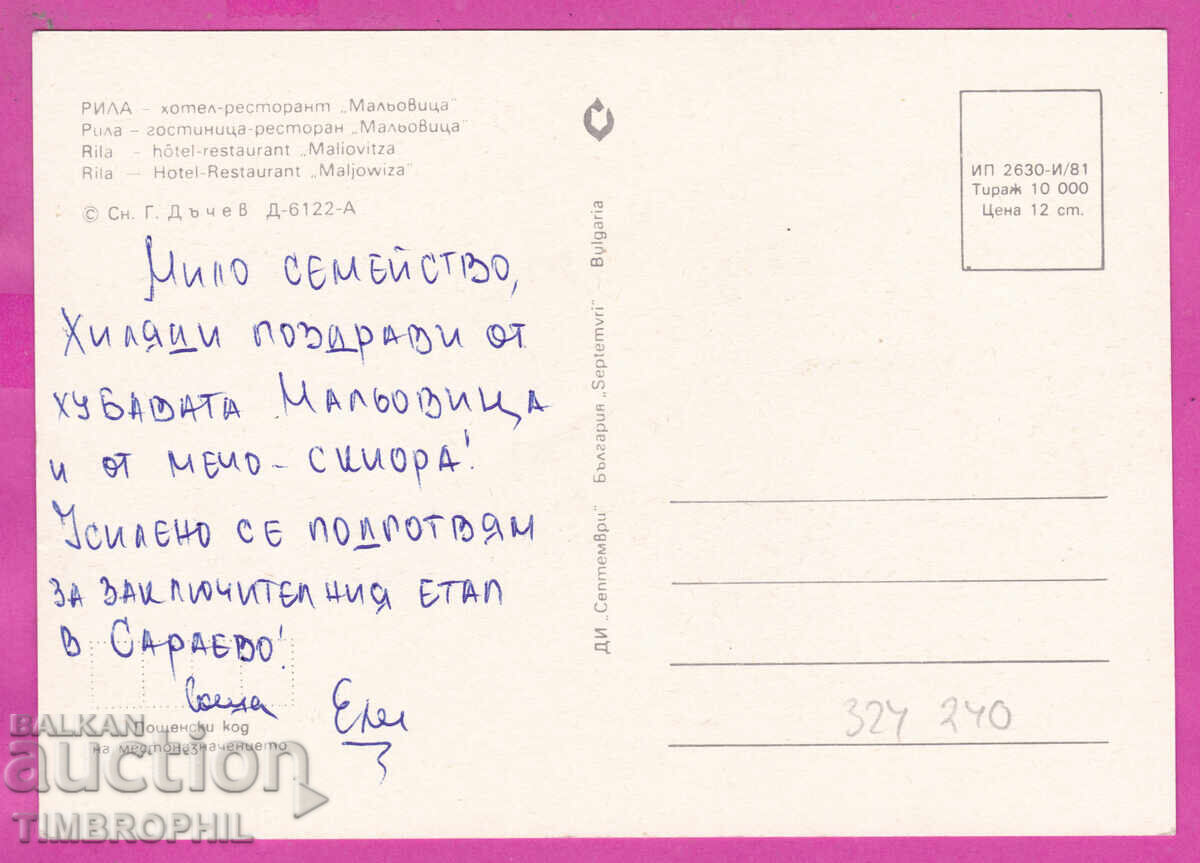 РИЛА – хотел-ресторант „Мальовица"
Рила – гостиница-ресторан „Мальовица"
Rila – hôtel-restaurant „Maliovitza
Rila — Hotel-Restaurant „Maljowiza"
© Сн. Г. Дъчев Д-6122-А
Мило семейство,
Хиляди поздрави от
хубавата Мальовица
и от мечо-скиора!
Усилено се подготвям
за заключителния етап
в Сараево!
Ваша Ели
Пощенски код
на местоназначението
ДИ „Септември" България „Septemvri" – Bulgaria
ИП 2630-И/81
Тираж 10 000
Цена 12 ст.
324 240
BALKAN
auction
TIMBROPHIL